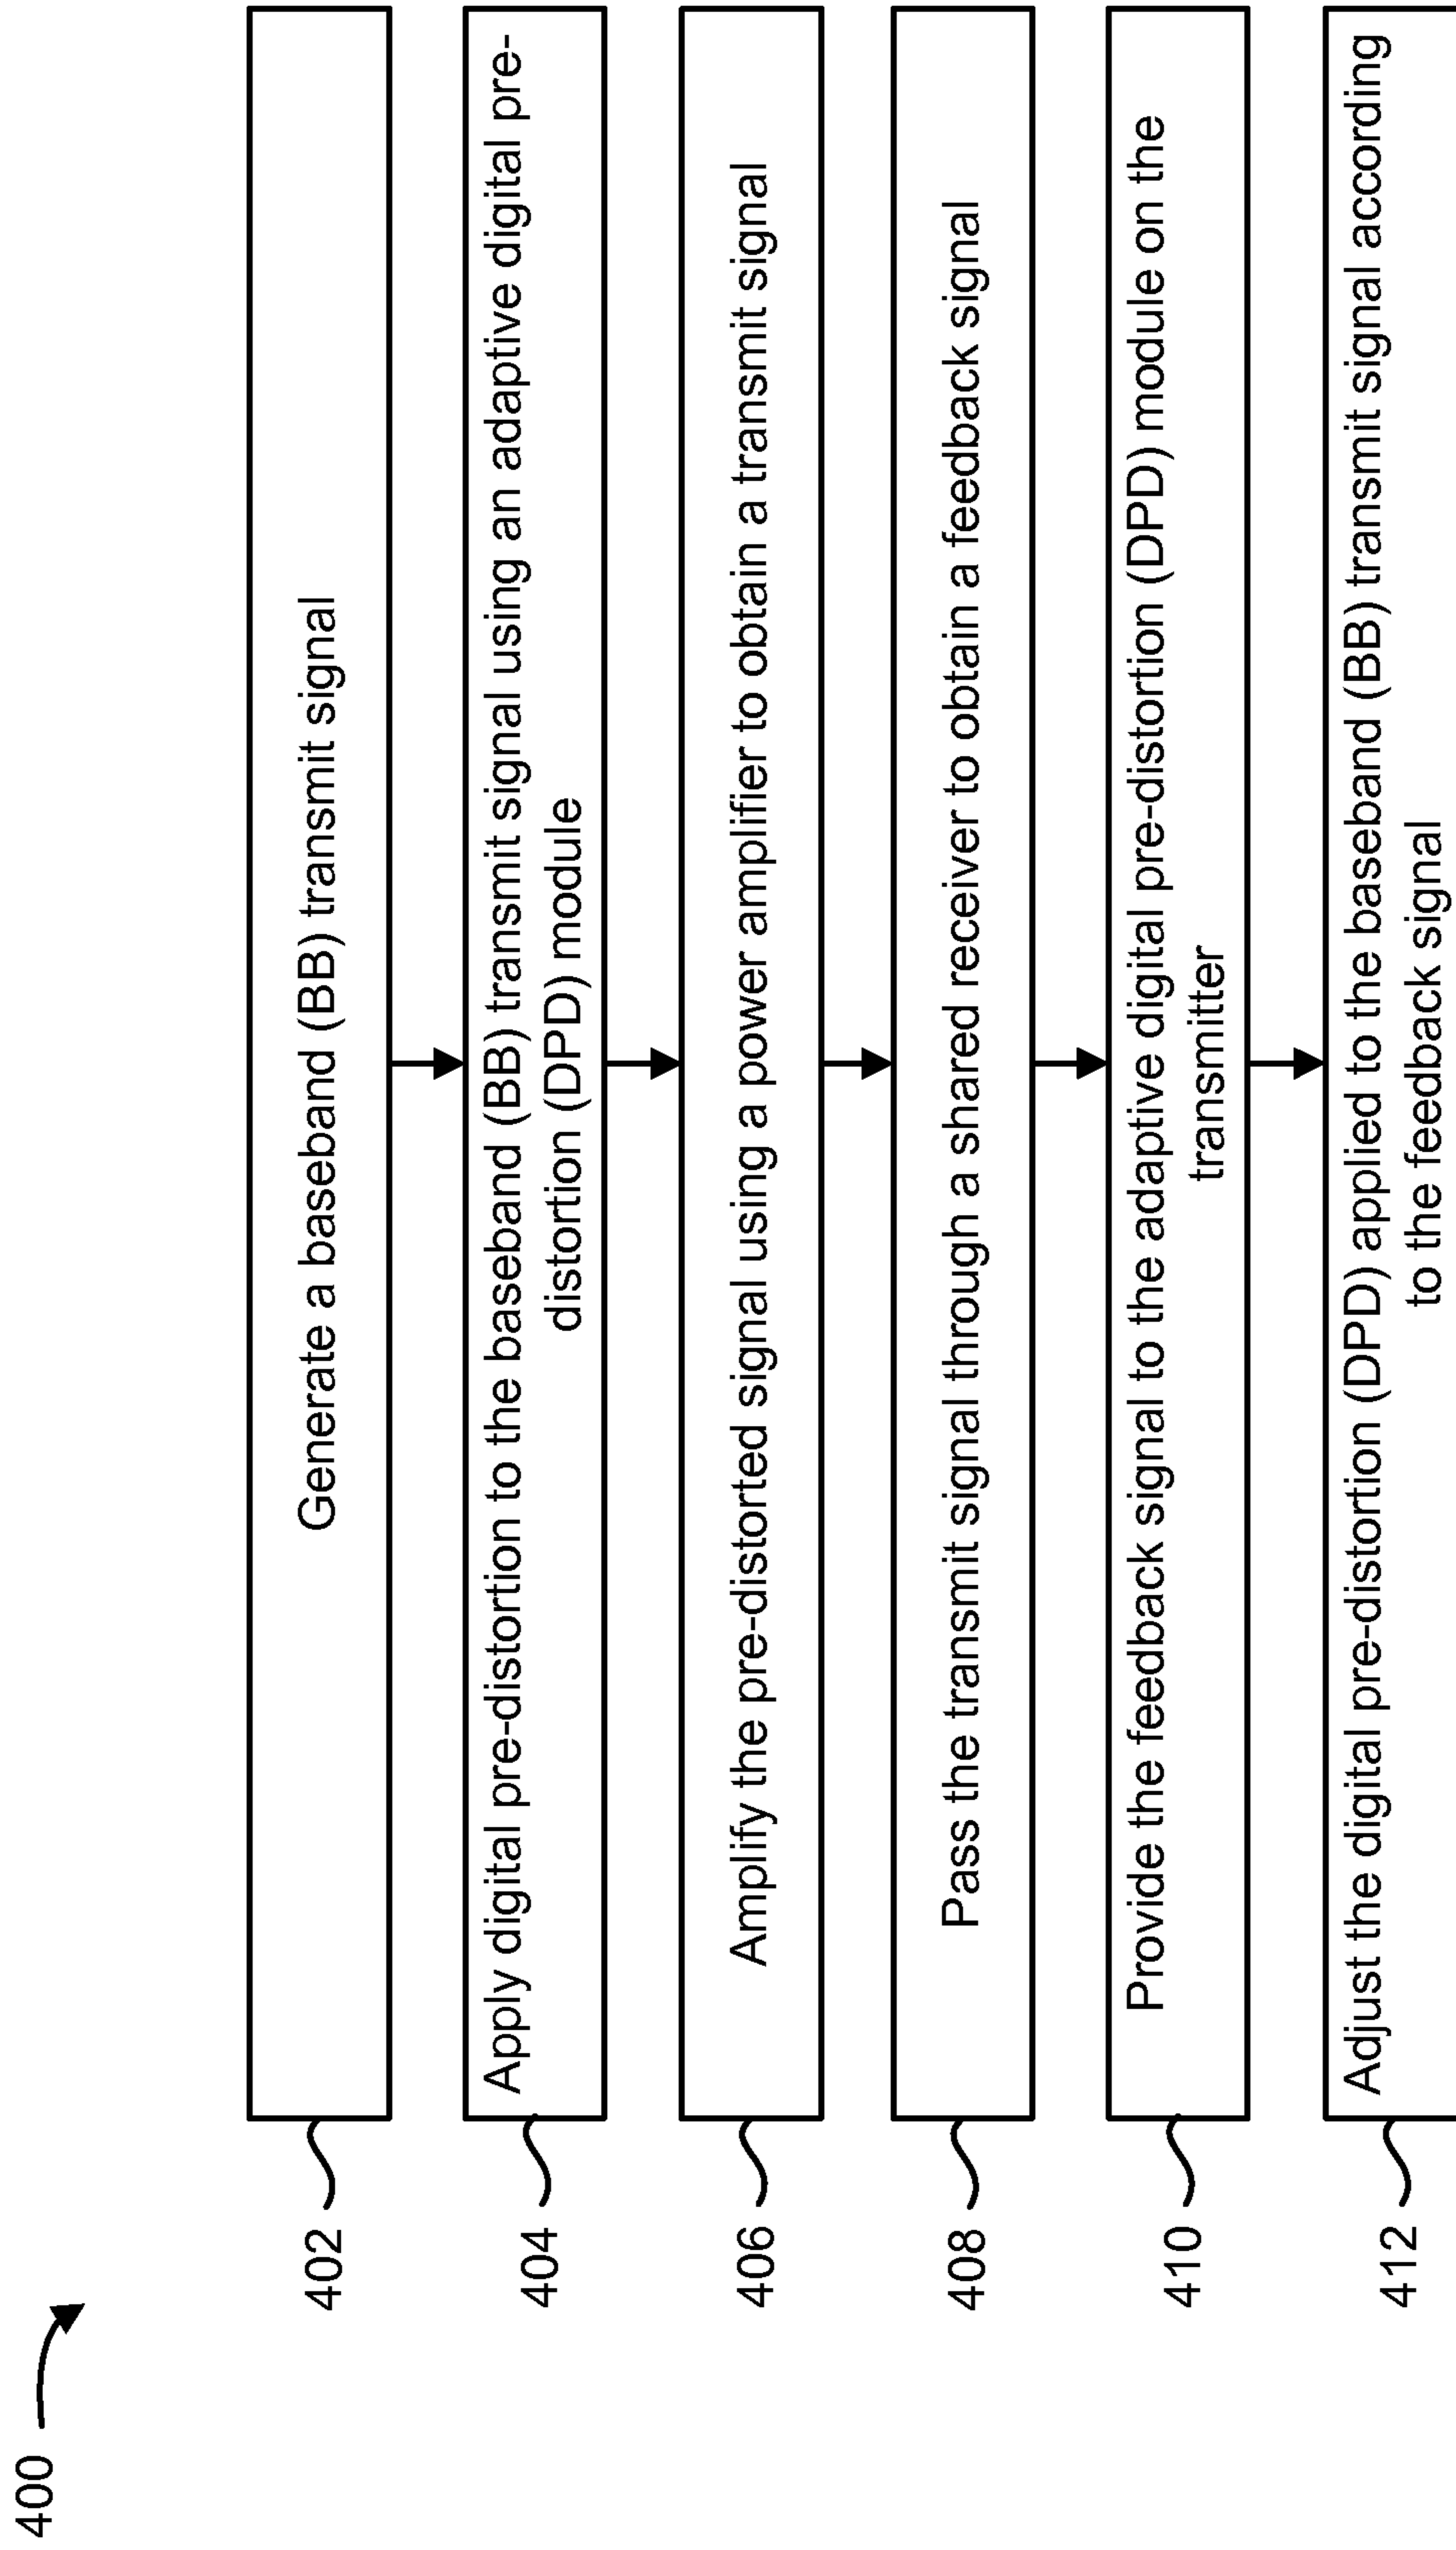 400
402
Generate a baseband (BB) transmit signal
404
Apply digital pre-distortion to the baseband (BB) transmit signal using an adaptive digital pre-
distortion (DPD) module
406
Amplify the pre-distorted signal using a power amplifier to obtain a transmit signal
408
Pass the transmit signal through a shared receiver to obtain a feedback signal
410
Provide the feedback signal to the adaptive digital pre-distortion (DPD) module on the
transmitter
412
Adjust the digital pre-distortion (DPD) applied to the baseband (BB) transmit signal according
to the feedback signal